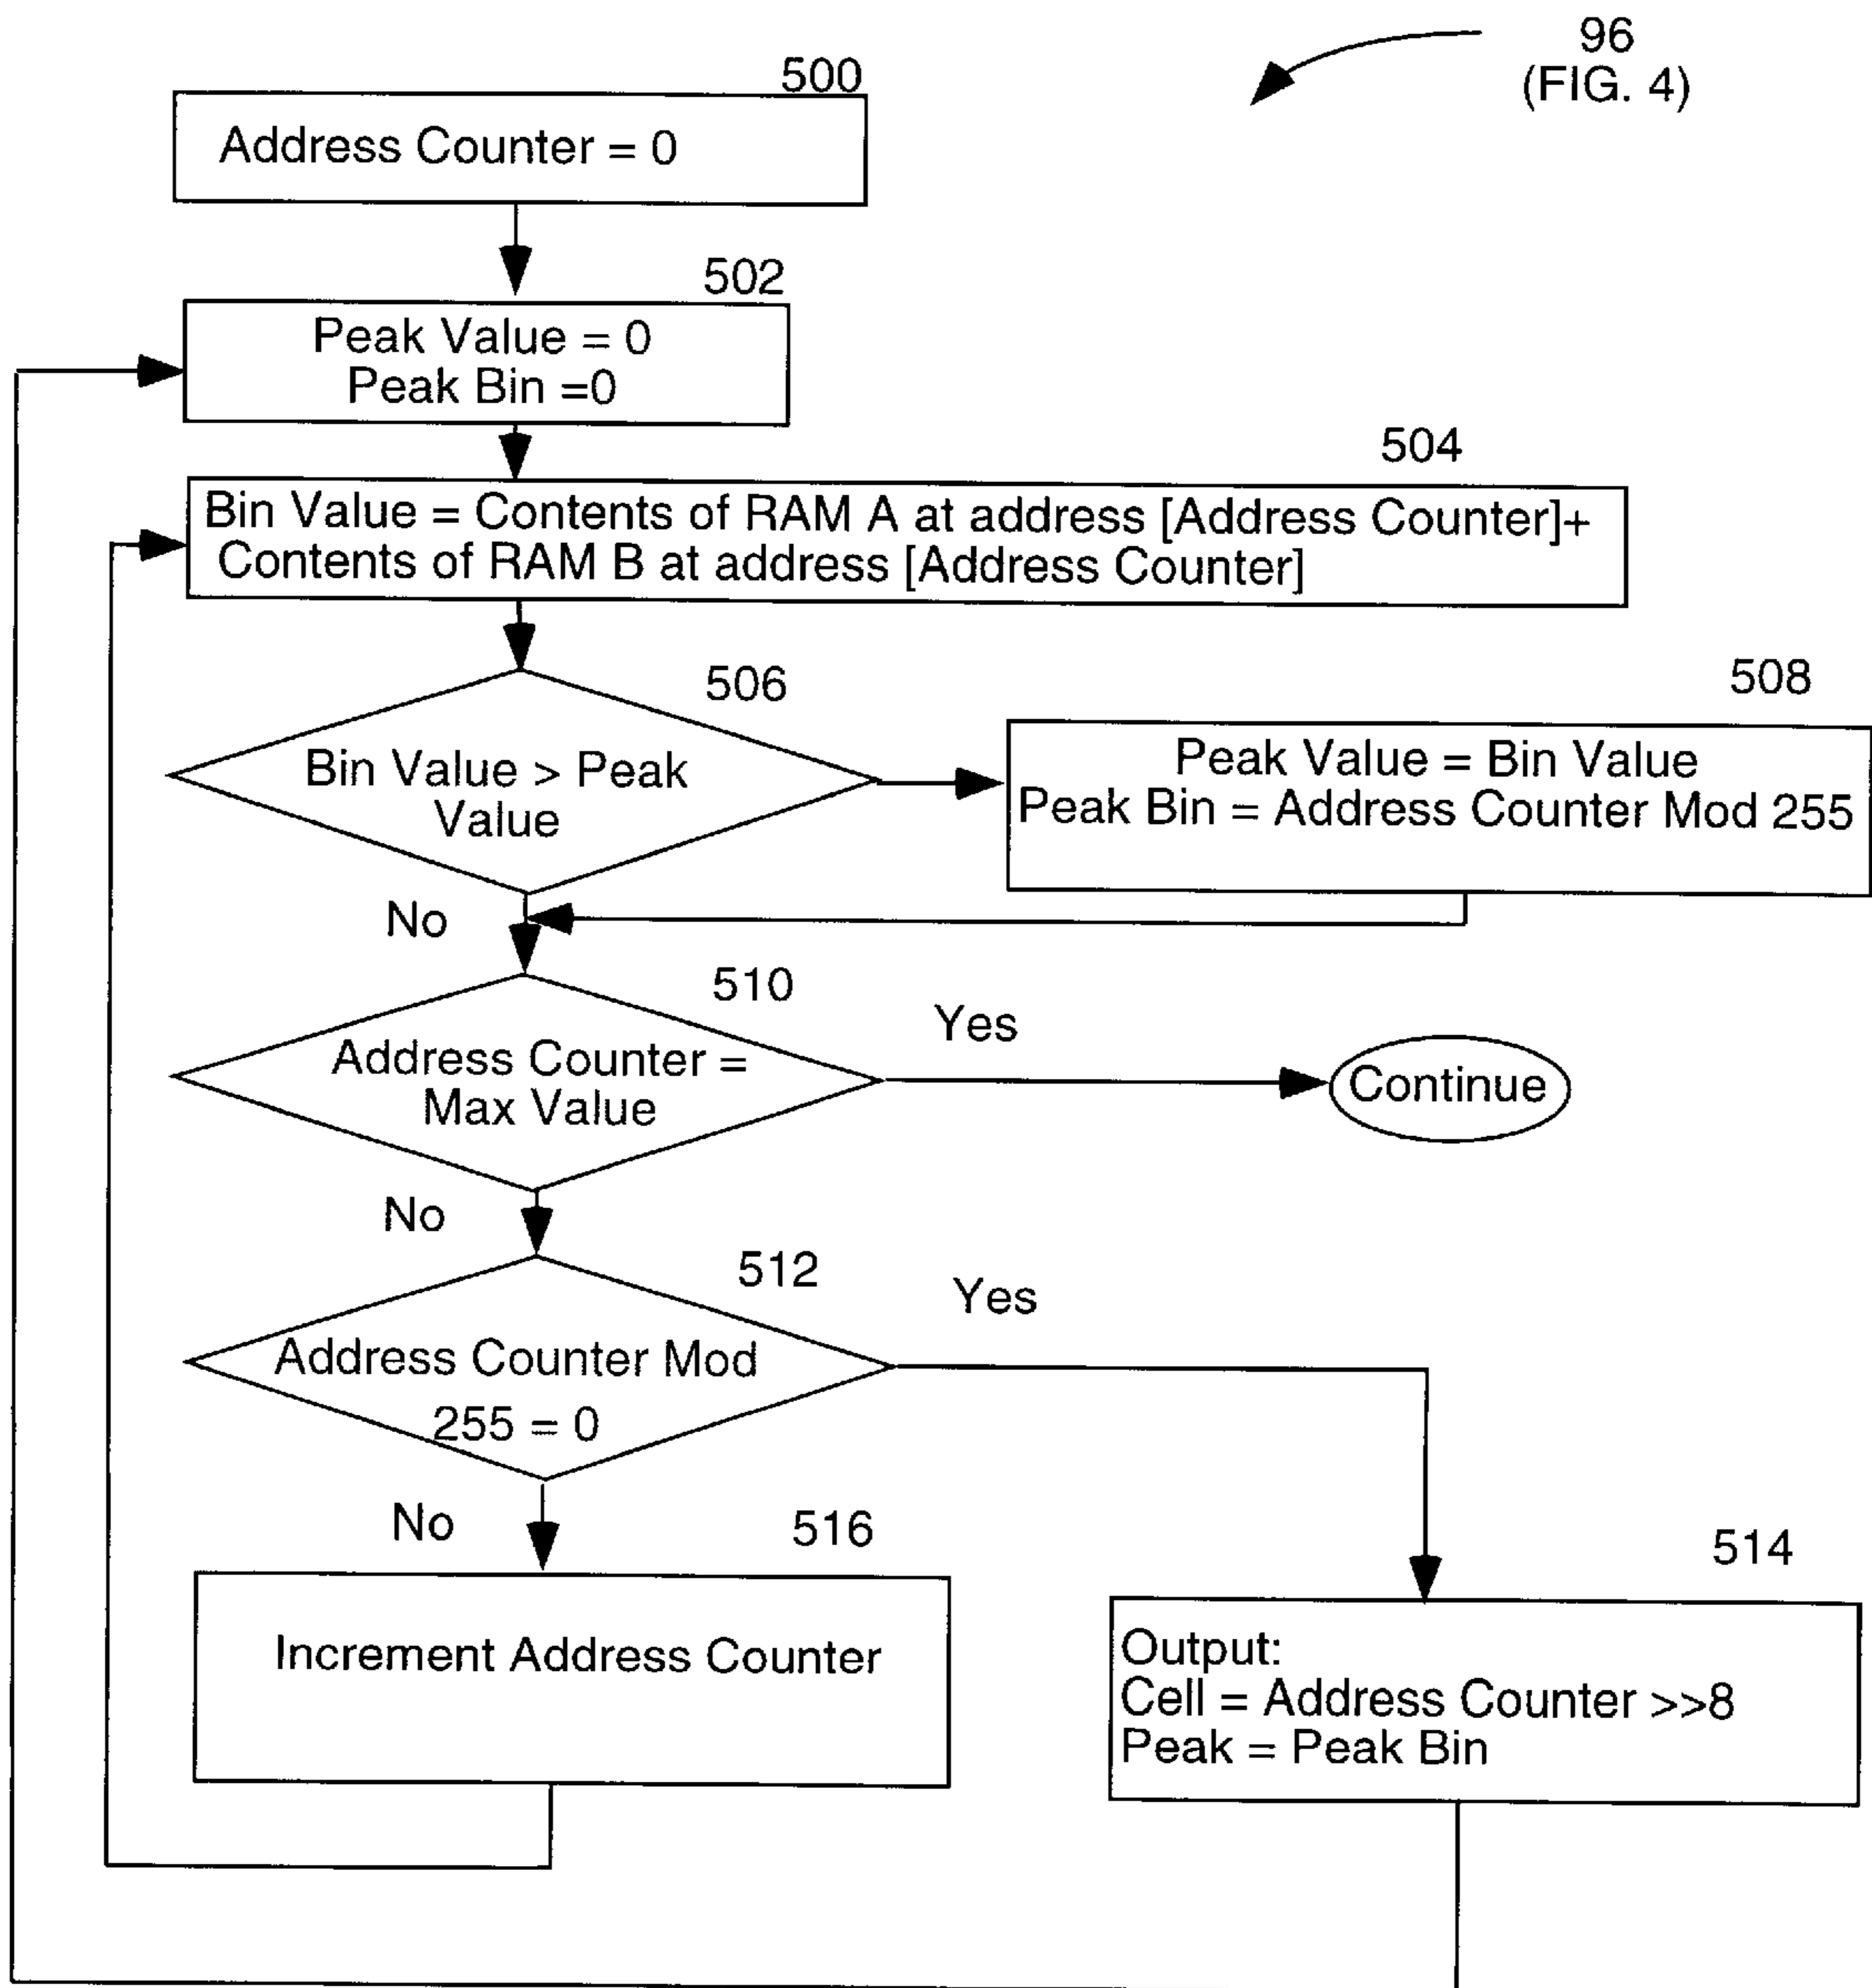 96
(FIG. 4)
500
Address Counter = 0
502
Peak Value = 0
Peak Bin =0
504
Bin Value = Contents of RAM A at address [Address Counter]+
Contents of RAM B at address [Address Counter]
506
Bin Value > Peak
Value
508
Peak Value = Bin Value
Peak Bin = Address Counter Mod 255
No
510
Address Counter =
Max Value
Yes
Continue
No
512
Address Counter Mod
255 = 0
Yes
No
516
Increment Address Counter
514
Output:
Cell = Address Counter >>8
Peak = Peak Bin